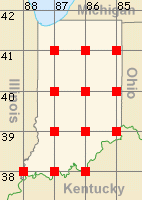 88 87 86 85
Michigan
42
41
Illinois
Ohio
40
39
38
Kentucky